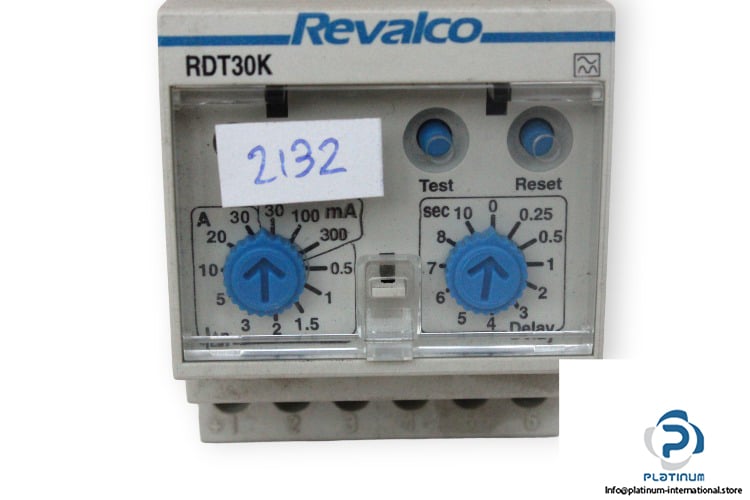 Revalco
RDT30K
2132
Test
Reset
A 30 30 100 mA
20 300
10 0.5
5 1
3 2 1.5
sec 10 0 0.25
8 0.5
7 1
6 2
5 4 3
Delay
1 2 3 4 5 6
PLATINUM
Info@platinum-international.store